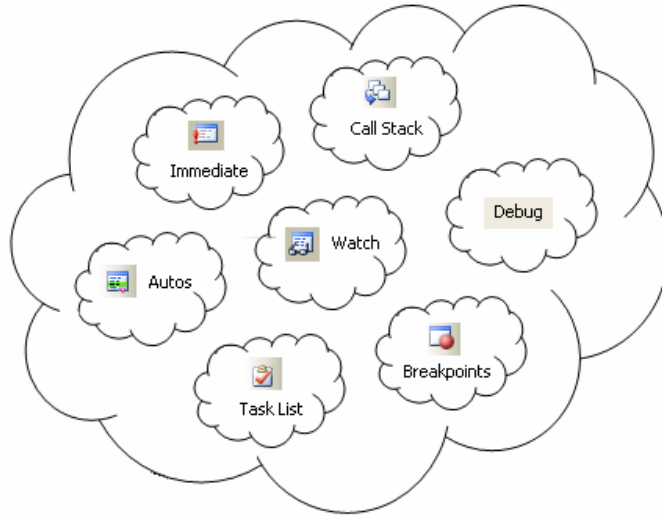 Call Stack
Immediate
Debug
Watch
Autos
Breakpoints
Task List